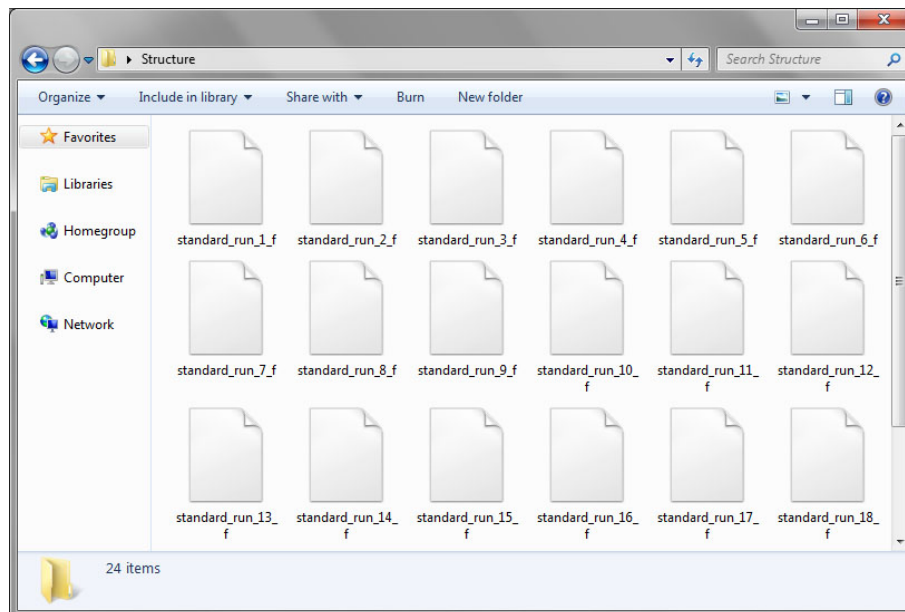 Structure
Search Structure
Organize
Include in library
Share with
Burn
New folder
Favorites
Libraries
Homegroup
Computer
Network
standard_run_1_f
standard_run_2_f
standard_run_3_f
standard_run_4_f
standard_run_5_f
standard_run_6_f
standard_run_7_f
standard_run_8_f
standard_run_9_f
standard_run_10_
f
standard_run_11_
f
standard_run_12_
f
standard_run_13_
f
standard_run_14_
f
standard_run_15_
f
standard_run_16_
f
standard_run_17_
f
standard_run_18_
f
24 items